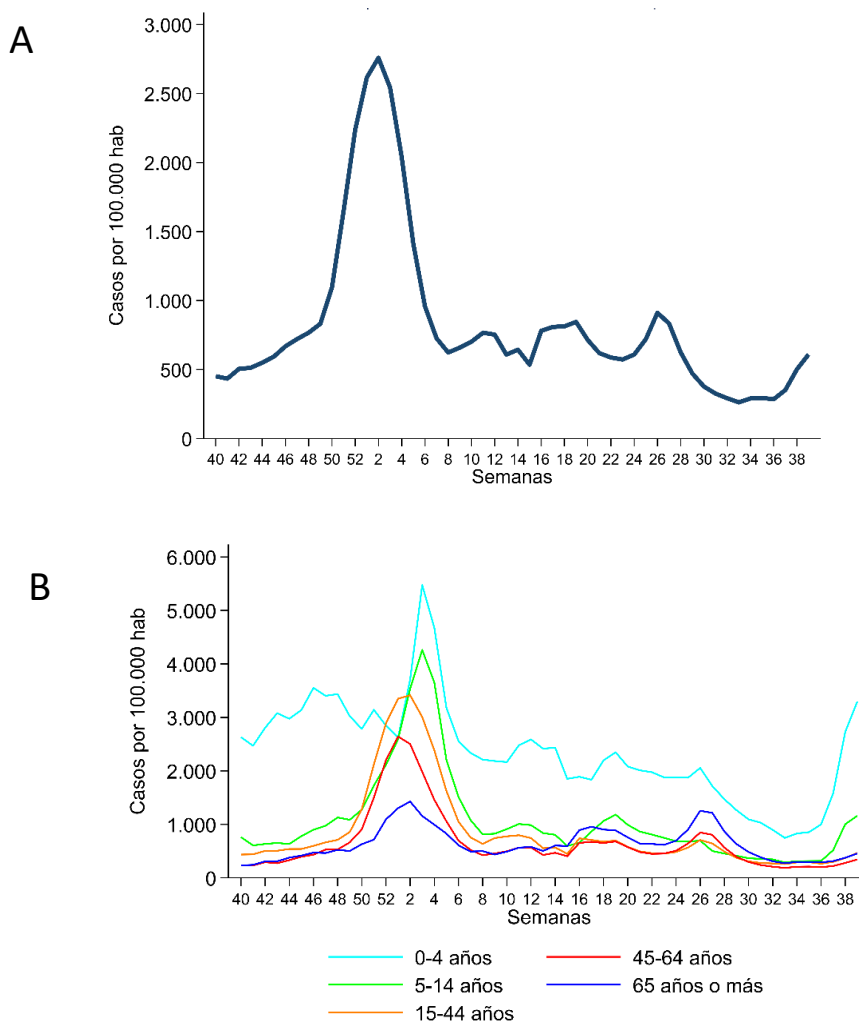 A
3.000
2.500
2.000
1.500
1.000
500
0
Casos por 100.000 hab
40 42 44 46 48 50 52 2 4 6 8 10 12 14 16 18 20 22 24 26 28 30 32 34 36 38
Semanas
B
6.000
5.000
4.000
3.000
2.000
1.000
0
Casos por 100.000 hab
40 42 44 46 48 50 52 2 4 6 8 10 12 14 16 18 20 22 24 26 28 30 32 34 36 38
Semanas
0-4 años
45-64 años
5-14 años
65 años o más
15-44 años